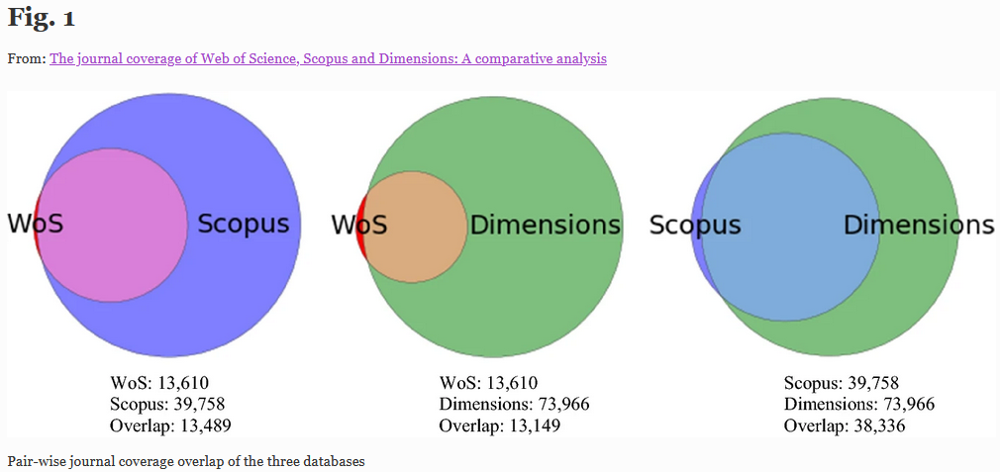 Fig. 1
From: The journal coverage of Web of Science, Scopus and Dimensions: A comparative analysis
WoS
Scopus
WoS
Dimensions
Scopus
Dimensions
WoS: 13,610
Scopus: 39,758
Overlap: 13,489
WoS: 13,610
Dimensions: 73,966
Overlap: 13,149
Scopus: 39,758
Dimensions: 73,966
Overlap: 38,336
Pair-wise journal coverage overlap of the three databases